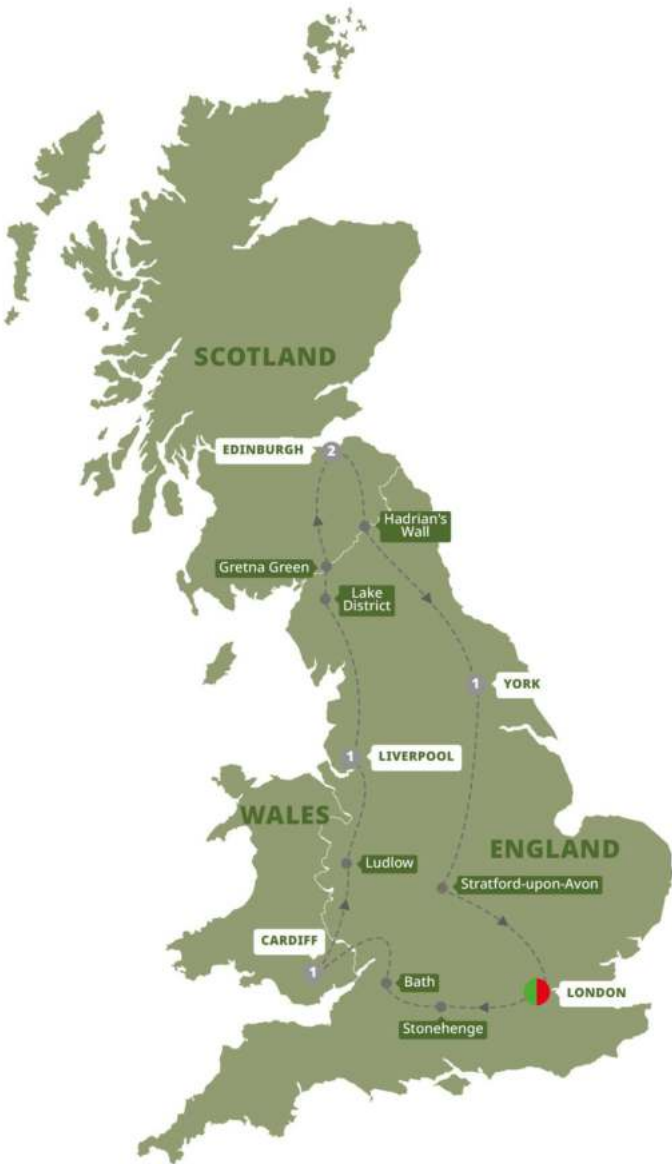 SCOTLAND
EDINBURGH
2
Hadrian's
Wall
Gretna Green
Lake
District
1
YORK
1
LIVERPOOL
WALES
ENGLAND
Ludlow
Stratford-upon-Avon
CARDIFF
1
Bath
LONDON
Stonehenge